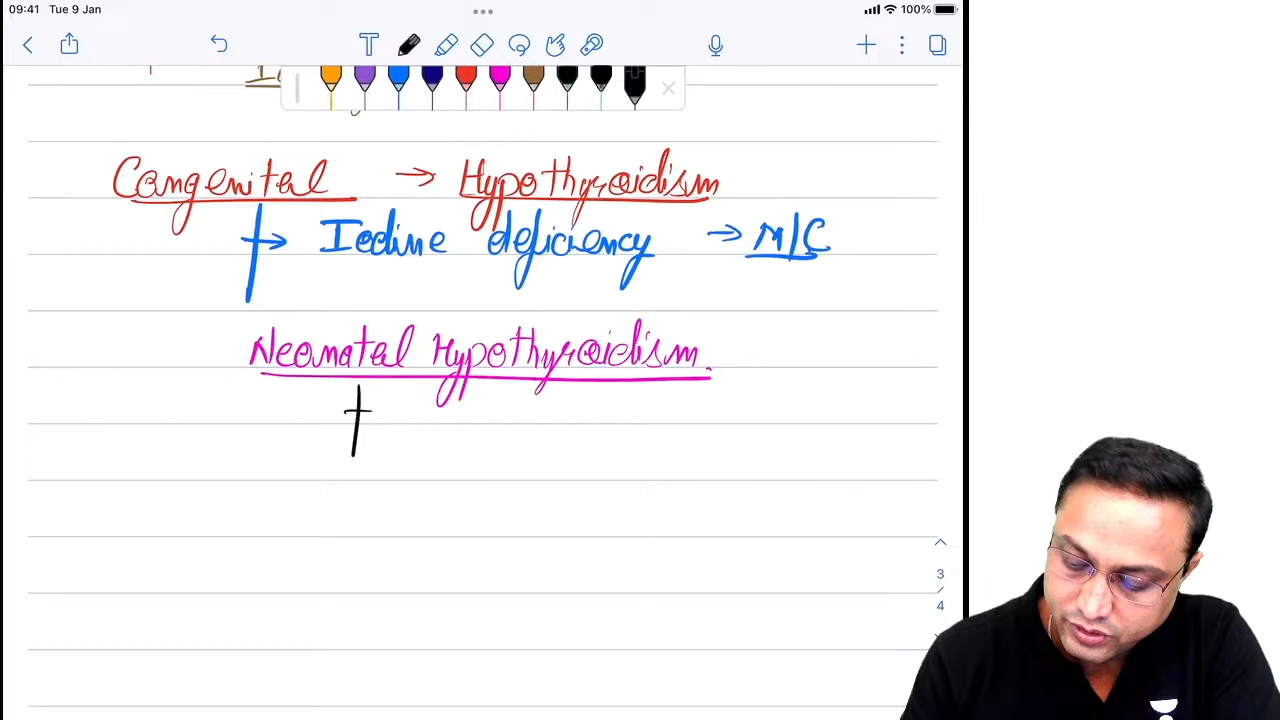 09:41 Tue 9 Jan 100%
T
Congenital → Hypothyroidism
→ Iodine deficiency → M/C
Neonatal Hypothyroidism.
3
/
4